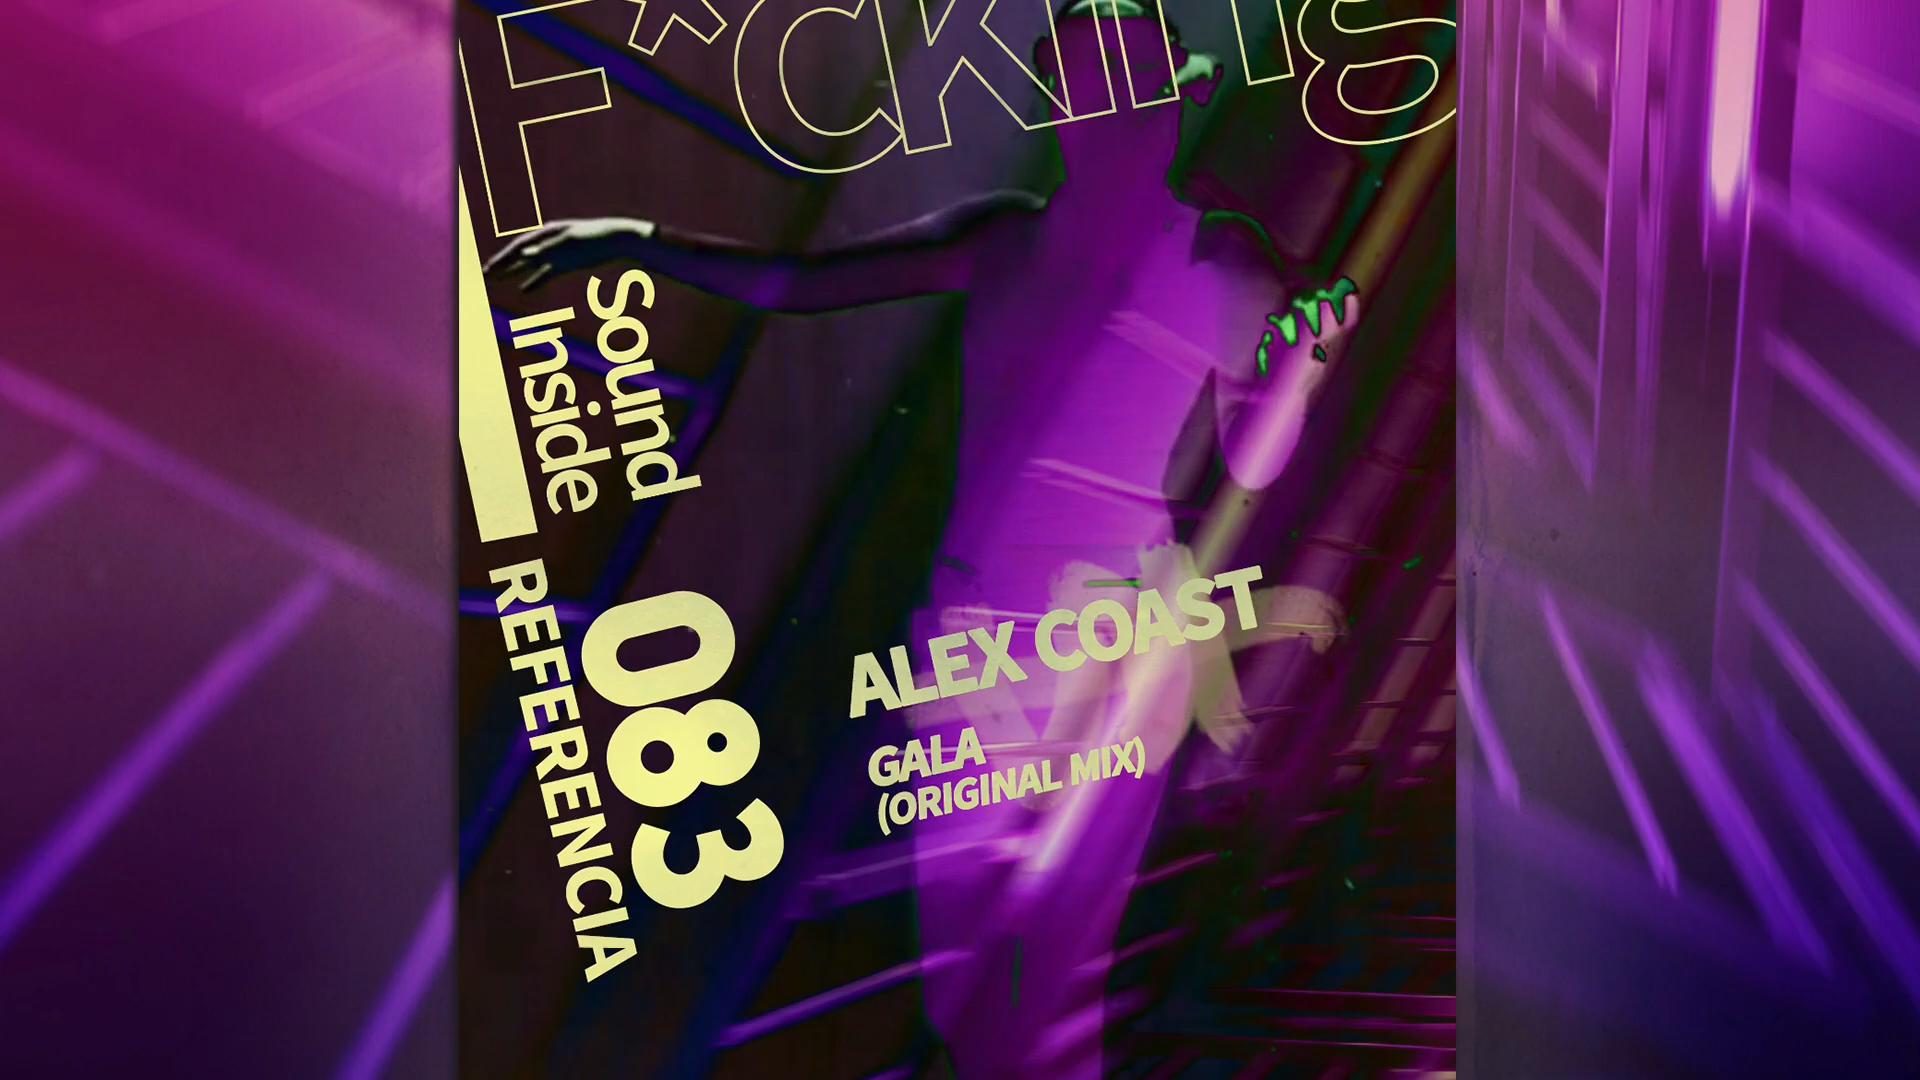 F*cking
Sound
Inside
REFERENCIA
083
ALEX COAST
GALA
(ORIGINAL MIX)